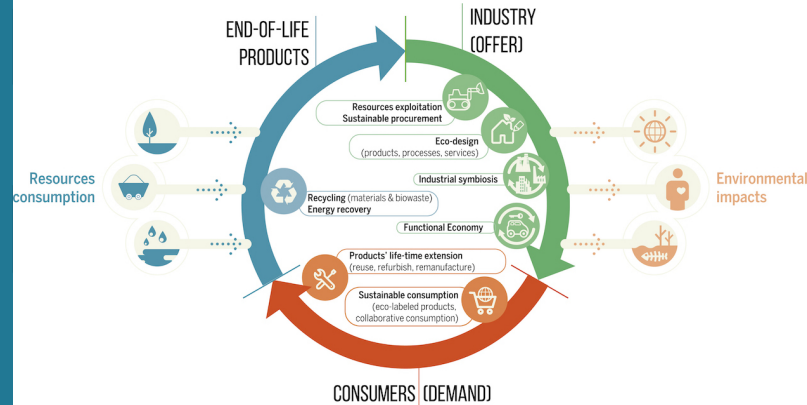 END-OF-LIFE
PRODUCTS
INDUSTRY
(OFFER)
Resources exploitation
Sustainable procurement
Eco-design
(products, processes, services)
Industrial symbiosis
Resources
consumption
Recycling (materials & biowaste)
Energy recovery
Environmental
impacts
Functional Economy
Products' life-time extension
(reuse, refurbish, remanufacture)
Sustainable consumption
(eco-labeled products,
collaborative consumption)
CONSUMERS (DEMAND)